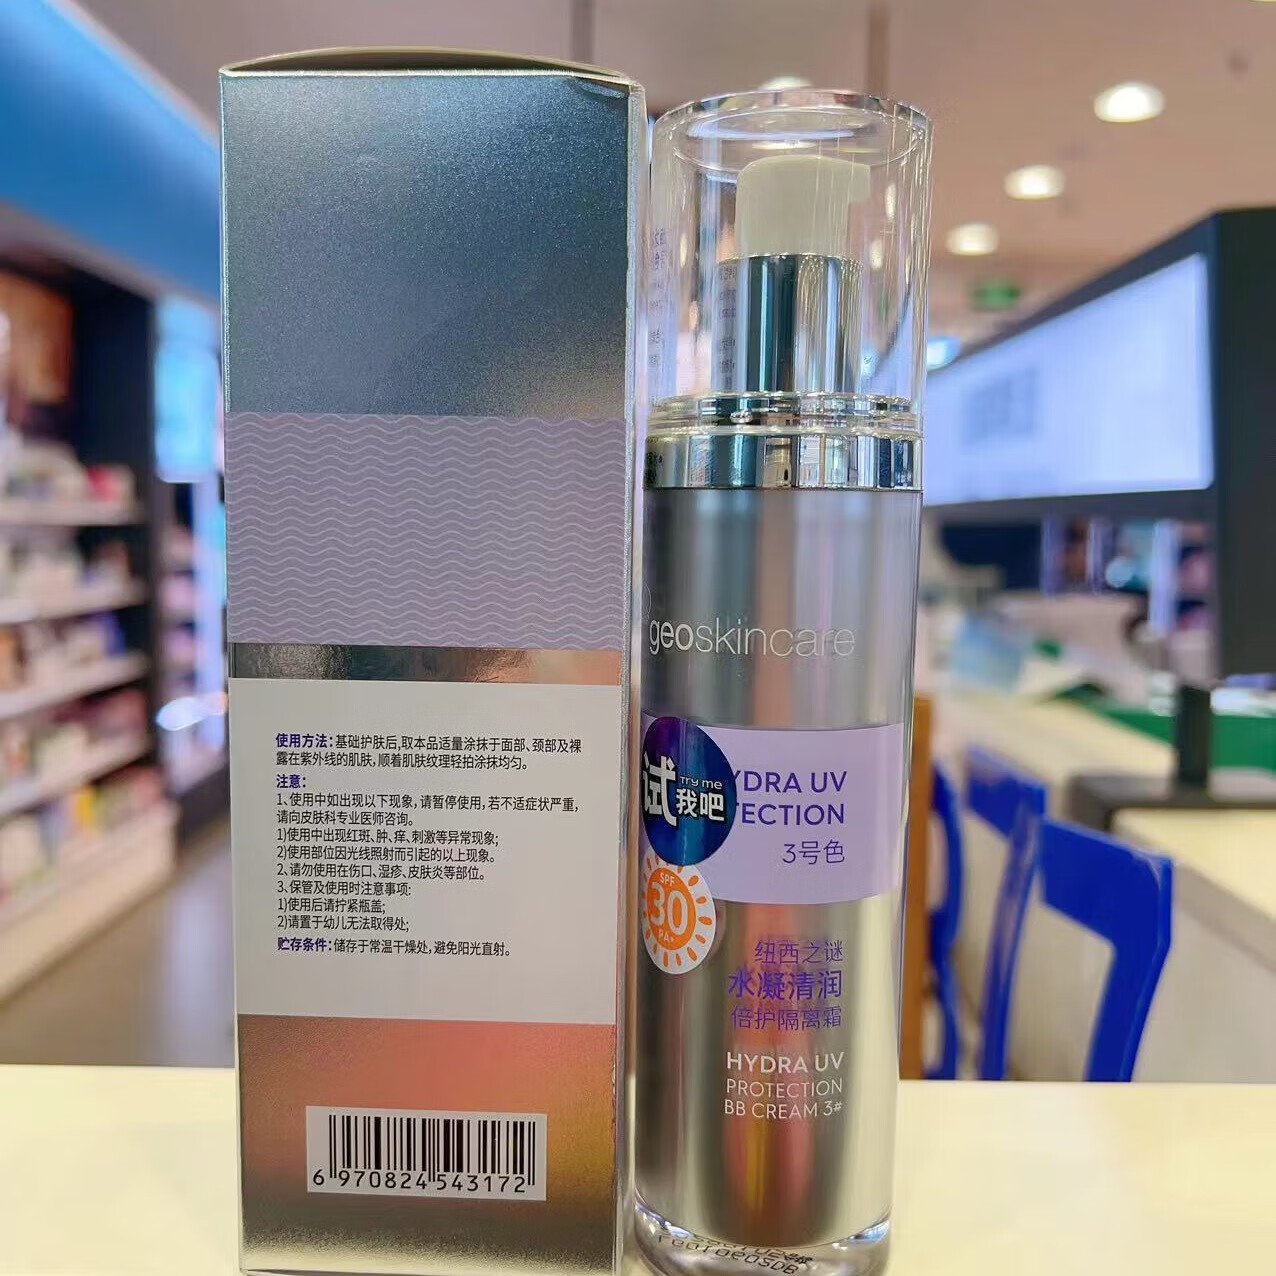 使用方法：基础护肤后，取本品适量涂抹于面部、颈部及裸
露在紫外线的肌肤，顺着肌肤纹理轻拍涂抹均匀。
注意：
1、使用中如出现以下现象，请暂停使用，若不适症状严重，
请向皮肤科专业医师咨询。
1)使用中出现红斑、肿、痒、刺激等异常现象；
2)使用部位因光线照射而引起的以上现象。
2、请勿使用在伤口、湿疹、皮肤炎等部位。
3、保管及使用时注意事项：
1)使用后请拧紧瓶盖；
2)请置于幼儿无法取得处；
贮存条件：储存于常温干燥处，避免阳光直射。
6 970824 543172
geoskincare
YDRA UV
ECTION
3号色
Try me
试我吧
SPF
30
PA+
纽西之谜
水凝清润
倍护隔离霜
HYDRA UV
PROTECTION
BB CREAM 3#